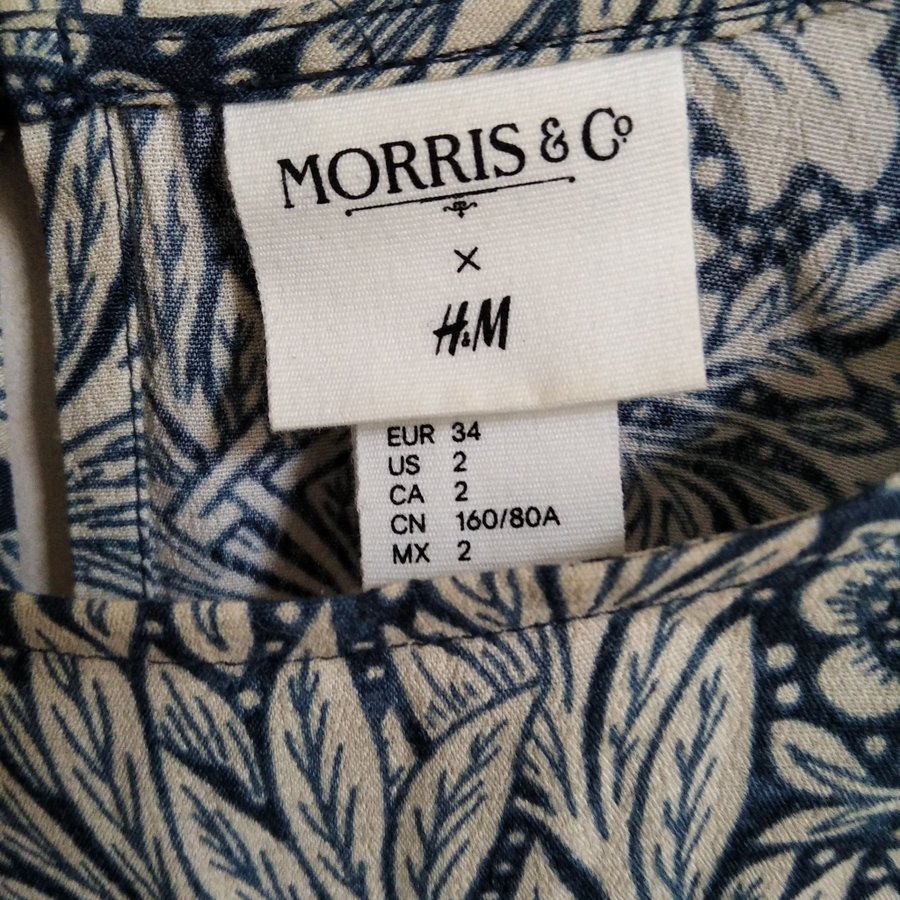 MORRIS & Co
×
H&M
EUR 34
US 2
CA 2
CN 160/80A
MX 2